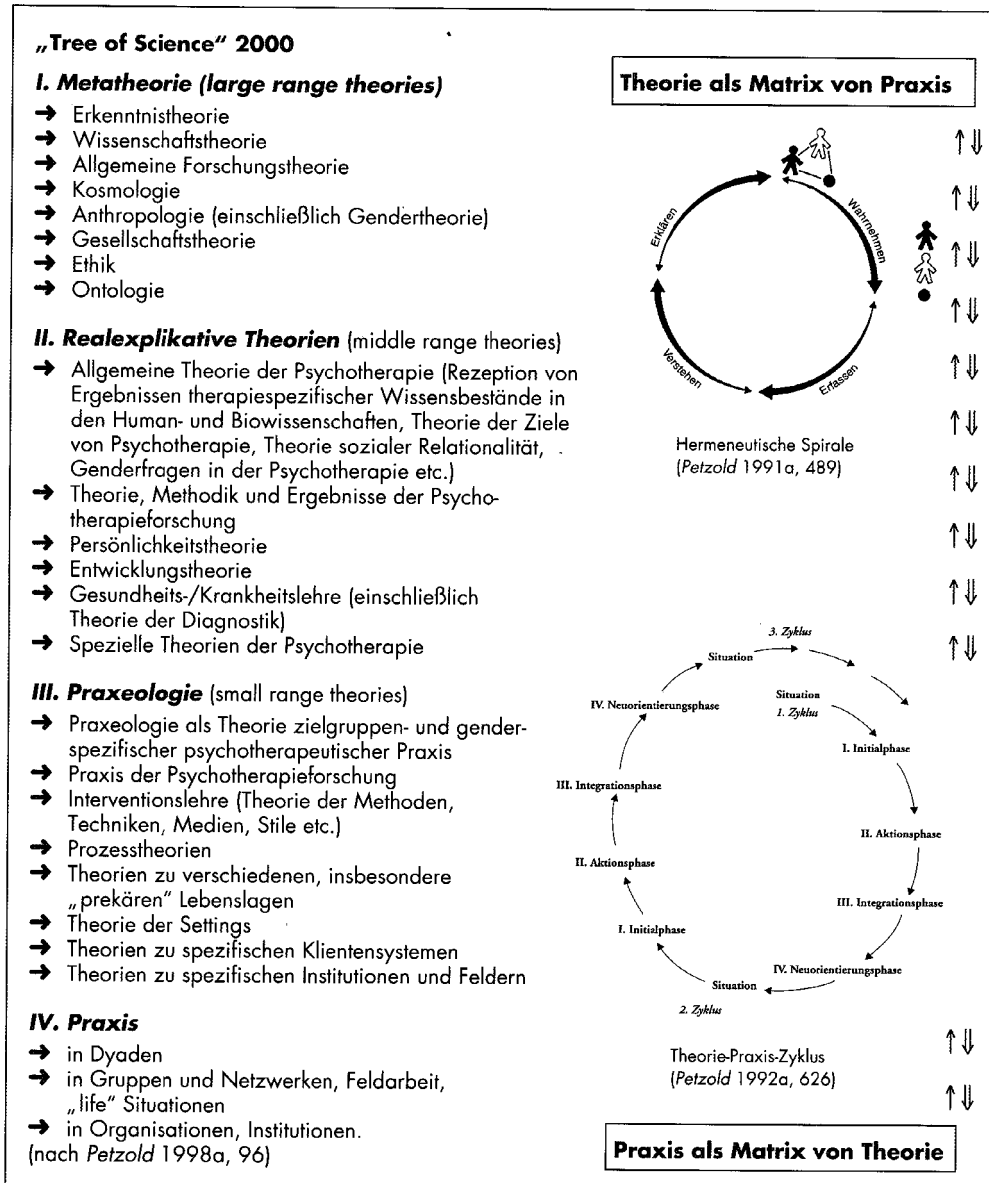 „Tree of Science“ 2000
I. Metatheorie (large range theories)
➔ Erkenntnistheorie
➔ Wissenschaftstheorie
➔ Allgemeine Forschungstheorie
➔ Kosmologie
➔ Anthropologie (einschließlich Gendertheorie)
➔ Gesellschaftstheorie
➔ Ethik
➔ Ontologie
II. Realexplikative Theorien (middle range theories)
➔ Allgemeine Theorie der Psychotherapie (Rezeption von
Ergebnissen therapiespezifischer Wissensbestände in
den Human- und Biowissenschaften, Theorie der Ziele
von Psychotherapie, Theorie sozialer Relationalität,
Genderfragen in der Psychotherapie etc.)
➔ Theorie, Methodik und Ergebnisse der Psycho-
therapieforschung
➔ Persönlichkeitstheorie
➔ Entwicklungstheorie
➔ Gesundheits-/Krankheitslehre (einschließlich
Theorie der Diagnostik)
➔ Spezielle Theorien der Psychotherapie
III. Praxeologie (small range theories)
➔ Praxeologie als Theorie zielgruppen- und gender-
spezifischer psychotherapeutischer Praxis
➔ Praxis der Psychotherapieforschung
➔ Interventionslehre (Theorie der Methoden,
Techniken, Medien, Stile etc.)
➔ Prozesstheorien
➔ Theorien zu verschiedenen, insbesondere
„prekären“ Lebenslagen
➔ Theorie der Settings
➔ Theorien zu spezifischen Klientensystemen
➔ Theorien zu spezifischen Institutionen und Feldern
IV. Praxis
➔ in Dyaden
➔ in Gruppen und Netzwerken, Feldarbeit,
„life“ Situationen
➔ in Organisationen, Institutionen.
(nach Petzold 1998a, 96)
Theorie als Matrix von Praxis
Erklären
Wahrnehmen
Verstehen
Erfassen
Hermeneutische Spirale
(Petzold 1991a, 489)
3. Zyklus
Situation
Situation
1. Zyklus
IV. Neuorientierungsphase
I. Initialphase
III. Integrationsphase
II. Aktionsphase
II. Aktionsphase
III. Integrationsphase
I. Initialphase
IV. Neuorientierungsphase
Situation
2. Zyklus
Theorie-Praxis-Zyklus
(Petzold 1992a, 626)
Praxis als Matrix von Theorie